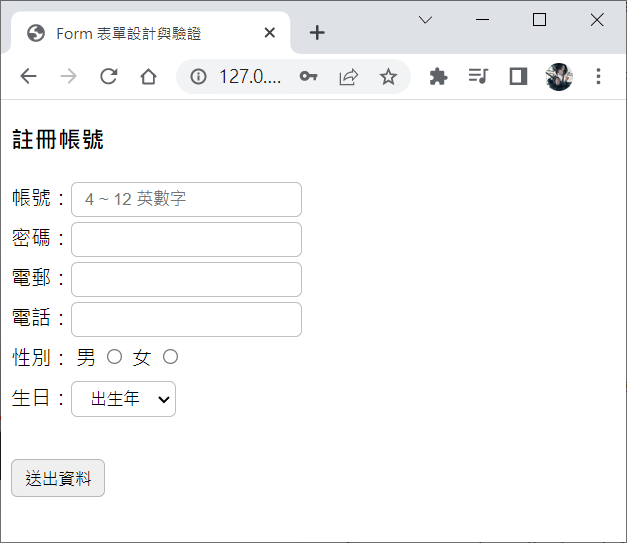 Form 表單設計與驗證
127.0....
註冊帳號
帳號： 4 ~ 12 英數字
密碼：
電郵：
電話：
性別： 男 女
生日： 出生年
送出資料